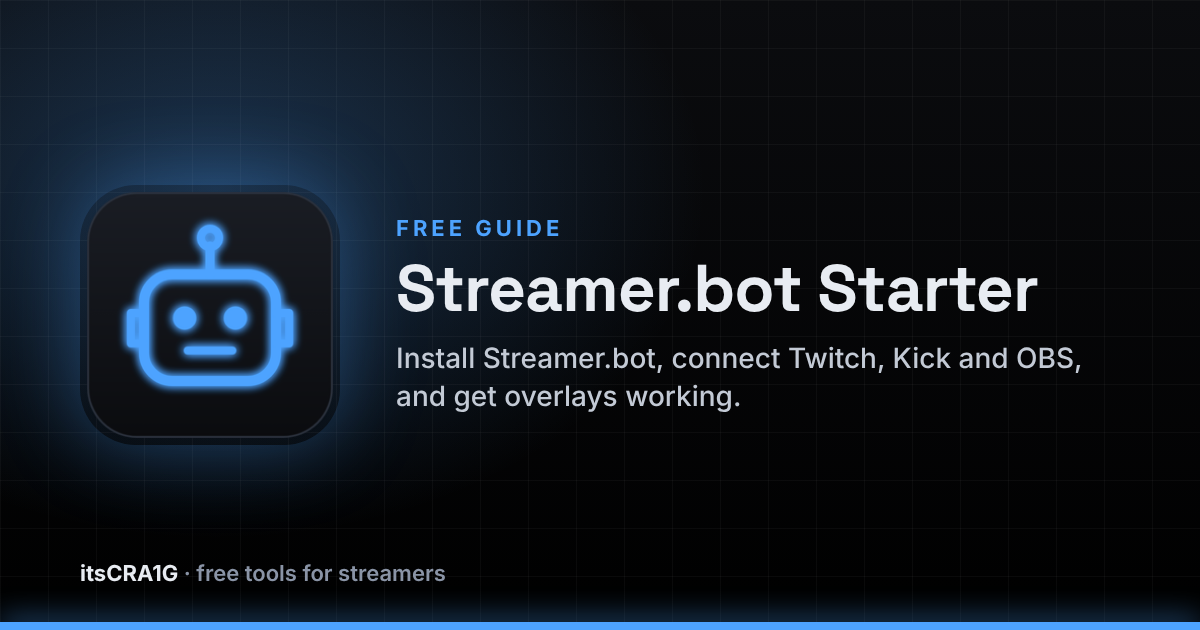 FREE GUIDE
Streamer.bot Starter
Install Streamer.bot, connect Twitch, Kick and OBS,
and get overlays working.
itsCRA1G · free tools for streamers